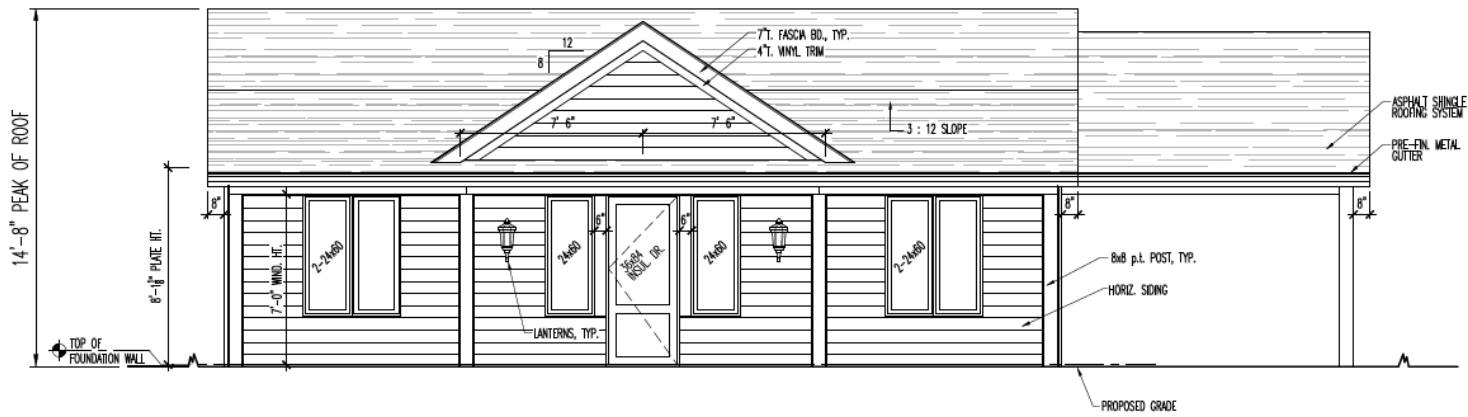 14'-8" PEAK OF ROOF
12
8
7"T. FASCIA BD., TYP.
4"T. VINYL TRIM
7' 6"
7' 6"
3 : 12 SLOPE
ASPHALT SHINGLE
ROOFING SYSTEM
PRE-FIN. METAL
GUTTER
8"
8'-1⅛" PLATE HT.
7'-0" WIND. HT.
2-24x60
24x60
6"
36x84
INSUL DR.
6"
24x60
2-24x60
8"
8"
8x8 p.t. POST, TYP.
HORIZ. SIDING
LANTERNS, TYP.
TOP OF
FOUNDATION WALL
PROPOSED GRADE